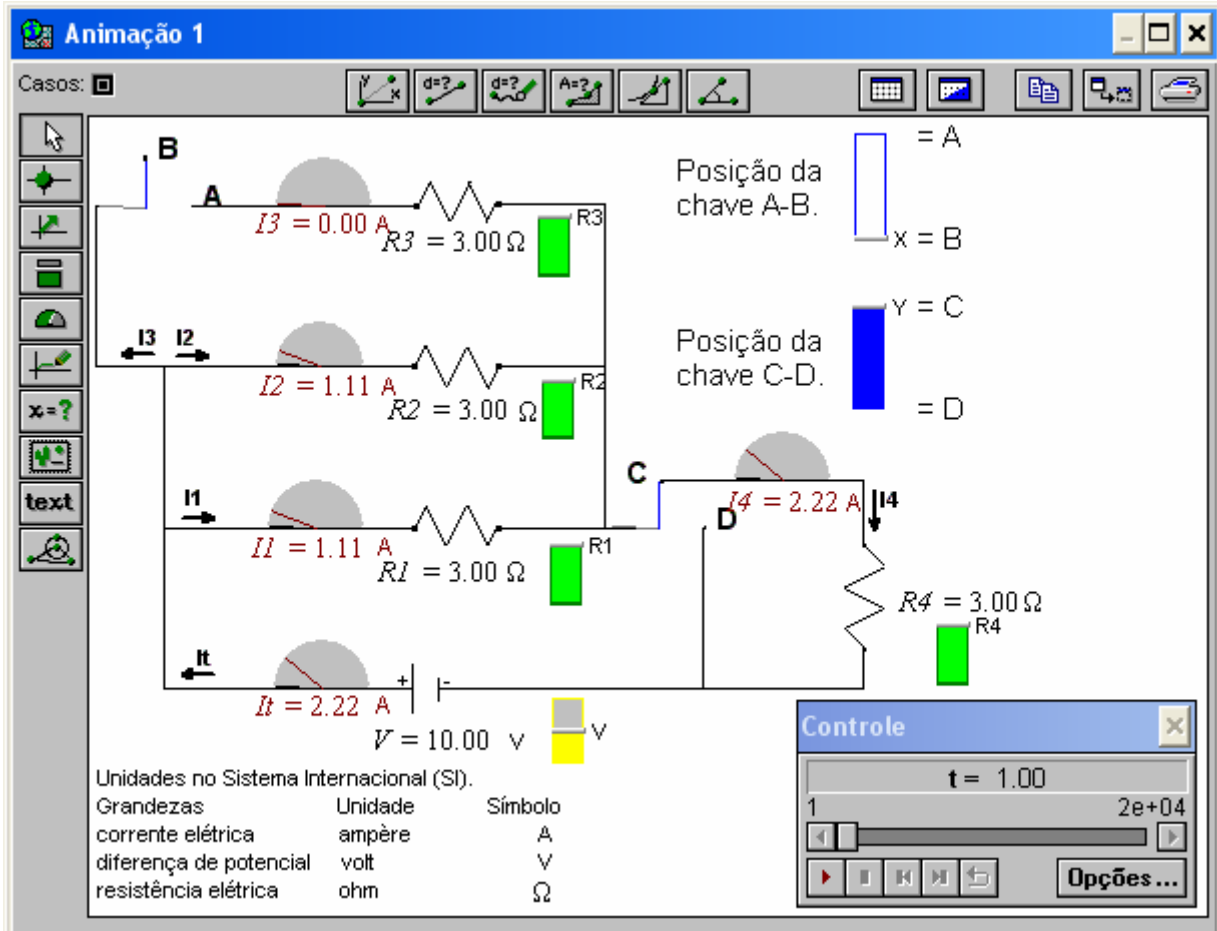 Animação 1
Casos:
y x
d=?
d=?
A=?
x=?
text
B
A
I3 = 0.00 A
R3 = 3.00 Ω
R3
I3 I2
I2 = 1.11 A
R2 = 3.00 Ω
R2
I1
I1 = 1.11 A
R1 = 3.00 Ω
R1
It
It = 2.22 A
+ -
V = 10.00 V
V
Posição da
chave A-B.
= A
X = B
Posição da
chave C-D.
Y = C
= D
C
D
I4 = 2.22 A
I4
R4 = 3.00 Ω
R4
Unidades no Sistema Internacional (SI).
Grandezas Unidade Símbolo
corrente elétrica ampère A
diferença de potencial volt V
resistência elétrica ohm Ω
Controle
t = 1.00
1 2e+04
Opções...